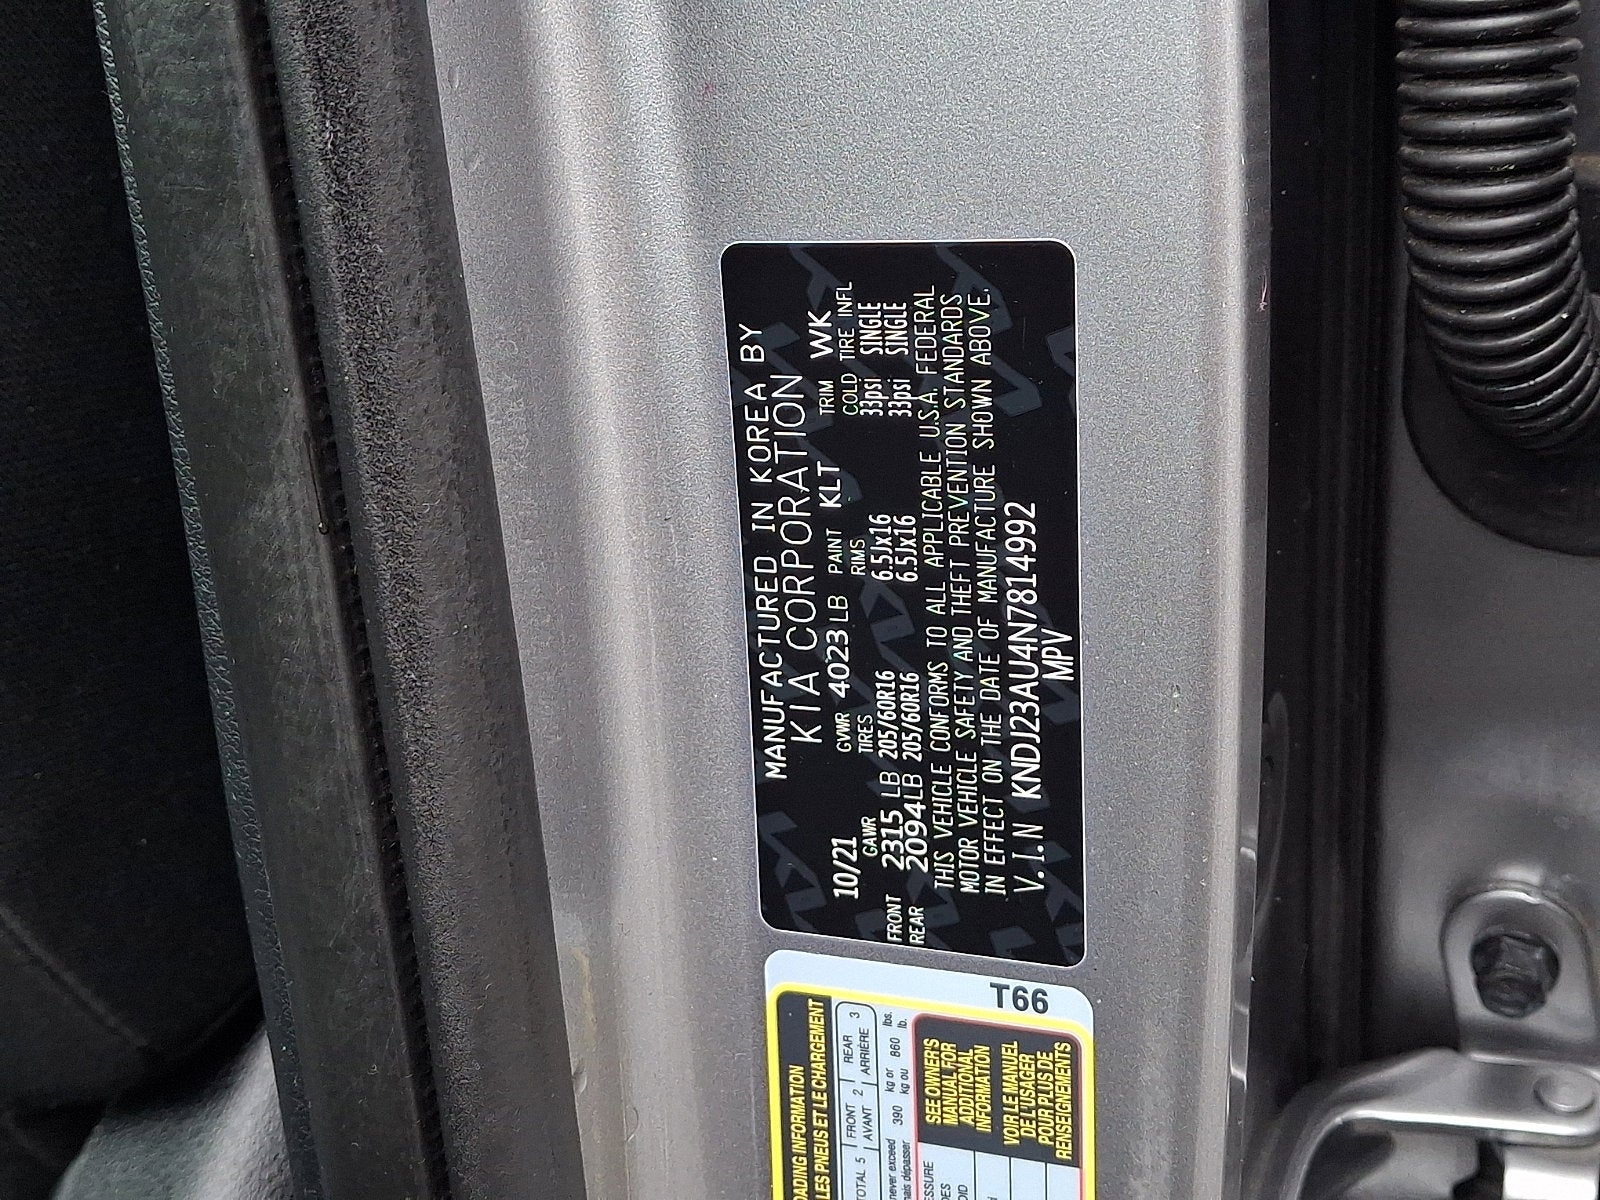 MANUFACTURED IN KOREA BY
KIA CORPORATION
10/21 GVWR 4023 LB PAINT KLT TRIM WK
GAWR TIRES RIMS COLD TIRE INFL
FRONT 2315 LB 205/60R16 6.5Jx16 33psi SINGLE
REAR 2094 LB 205/60R16 6.5Jx16 33psi SINGLE
THIS VEHICLE CONFORMS TO ALL APPLICABLE U.S.A. FEDERAL
MOTOR VEHICLE SAFETY AND THEFT PREVENTION STANDARDS
IN EFFECT ON THE DATE OF MANUFACTURE SHOWN ABOVE.
V.I.N KNDJ23AU4N7814992
MPV
T66
INFORMATION
LES PNEUS ET LE CHARGEMENT
TOTAL 5 FRONT 2 REAR 3
AVANT 2 ARRIÈRE 3
never exceed 390 kg or 860 lbs.
dépasser kg ou lb.
SEE OWNER'S
MANUAL FOR
ADDITIONAL
INFORMATION
VOIR LE MANUEL
DE L'USAGER
POUR PLUS DE
RENSEIGNEMENTS